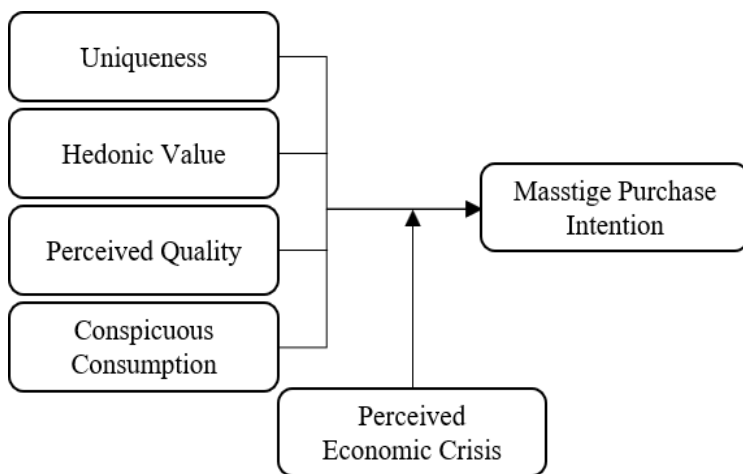 Uniqueness
Hedonic Value
Perceived Quality
Conspicuous
Consumption
Masstige Purchase
Intention
Perceived
Economic Crisis